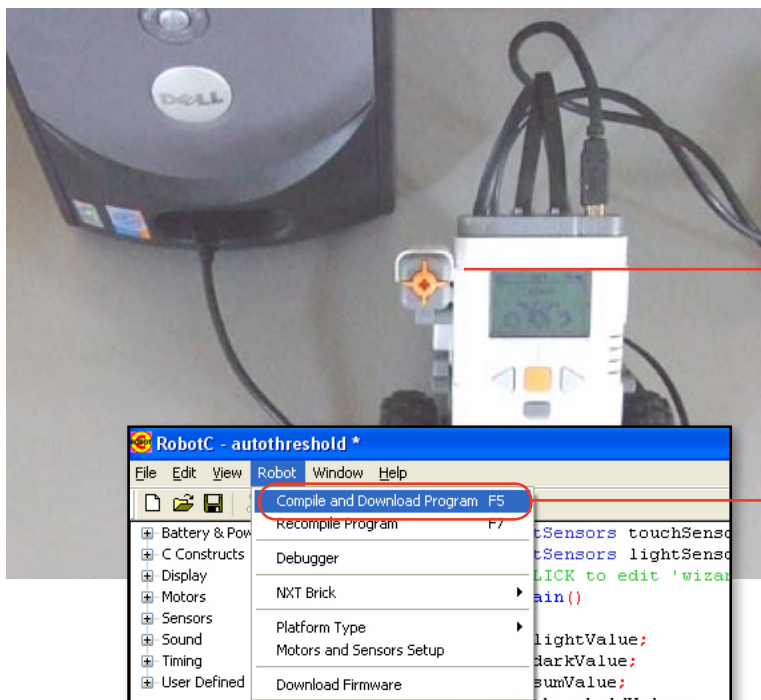 DELL
RobotC - autothreshold *
File Edit View Robot Window Help
Compile and Download Program F5
Recompile Program F7
Debugger
NXT Brick
Platform Type
Motors and Sensors Setup
Download Firmware
Battery & Pow
C Constructs
Display
Motors
Sensors
Sound
Timing
User Defined
tSensors touchSenso
tSensors lightSenso
LICK to edit 'wizar
ain()
lightValue;
darkValue;
sumValue;